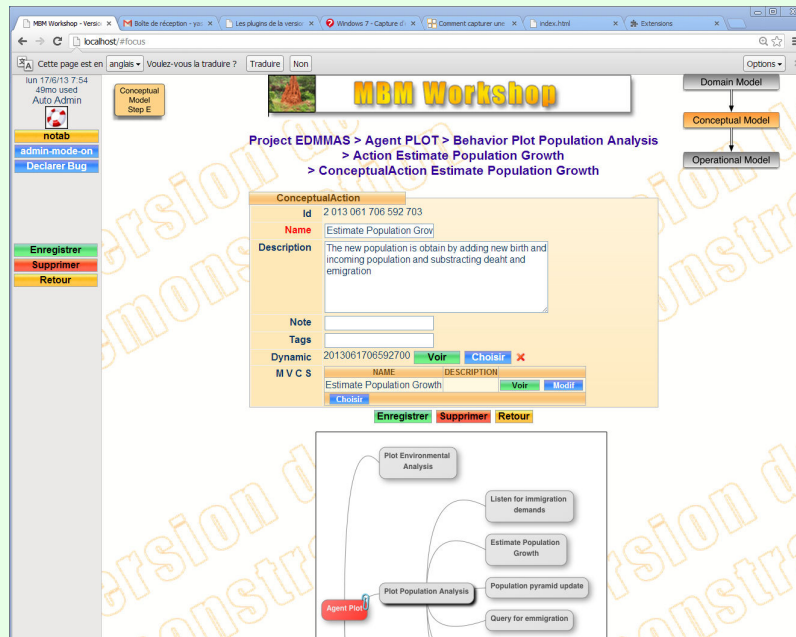 MBM Workshop - Versio
Boîte de réception - ya
Les plugins de la version
Windows 7 - Capture d'
Comment capturer une
index.html
Extensions
localhost/#focus
Cette page est en anglais Voulez-vous la traduire ? Traduire Non Options
lun 17/6/13 7:54
49mo used
Auto Admin
notab
admin-mode-on
Declarer Bug
Enregistrer
Supprimer
Retour
Conceptual
Model
Step E
MBM Workshop
Domain Model
Conceptual Model
Operational Model
Project EDMMAS > Agent PLOT > Behavior Plot Population Analysis
> Action Estimate Population Growth
> ConceptualAction Estimate Population Growth
ConceptualAction
Id 2 013 061 706 592 703
Name Estimate Population Grov
Description The new population is obtain by adding new birth and
incoming population and substracting deaht and
emigration
Note
Tags
Dynamic 2013061706592700 Voir Choisir
M V C S NAME DESCRIPTION
Estimate Population Growth Voir Modif
Choisir
Enregistrer Supprimer Retour
Plot Environmental
Analysis
Listen for immigration
demands
Estimate Population
Growth
Population pyramid update
Plot Population Analysis
Agent Plot
Query for emmigration